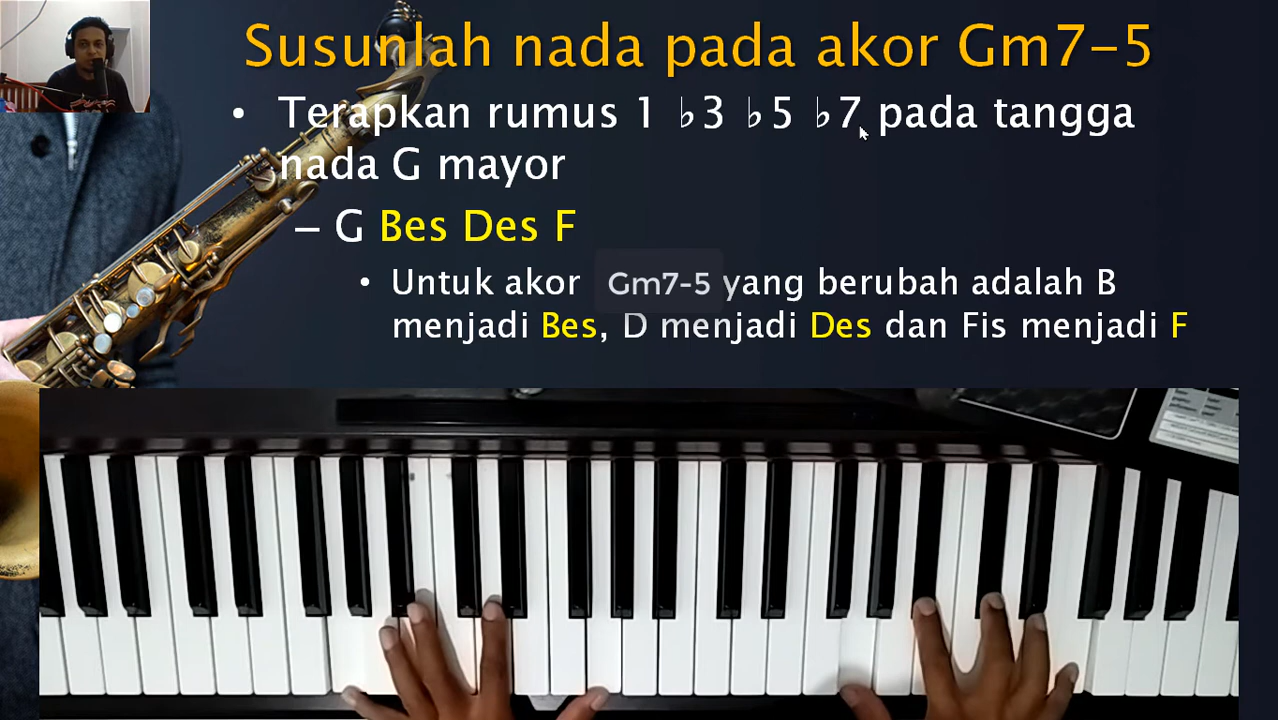 Susunlah nada pada akor Gm7-5
• Terapkan rumus 1 ♭3 ♭5 ♭7 pada tangga
nada G mayor
– G Bes Des F
• Untuk akor Gm7-5 yang berubah adalah B
menjadi Bes, D menjadi Des dan Fis menjadi F